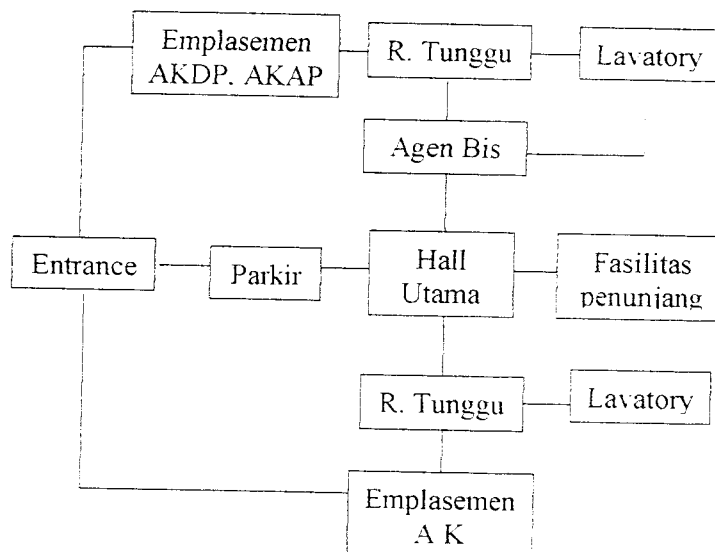 Emplasemen
AKDP. AKAP
R. Tunggu
Lavatory
Agen Bis
Entrance
Parkir
Hall
Utama
Fasilitas
penunjang
R. Tunggu
Lavatory
Emplasemen
A K